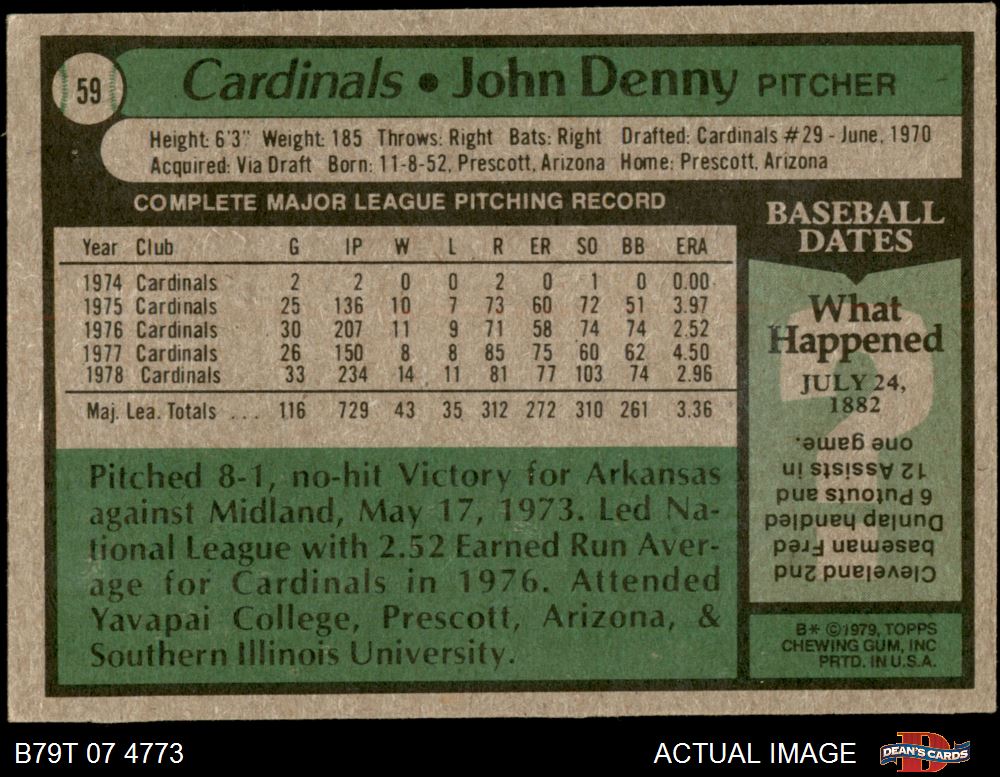 59
Cardinals • John Denny PITCHER
Height: 6'3" Weight: 185 Throws: Right Bats: Right Drafted: Cardinals #29 - June, 1970
Acquired: Via Draft Born: 11-8-52, Prescott, Arizona Home: Prescott, Arizona
COMPLETE MAJOR LEAGUE PITCHING RECORD
Year Club G IP W L R ER SO BB ERA
1974 Cardinals 2 2 0 0 2 0 1 0 0.00
1975 Cardinals 25 136 10 7 73 60 72 51 3.97
1976 Cardinals 30 207 11 9 71 58 74 74 2.52
1977 Cardinals 26 150 8 8 85 75 60 62 4.50
1978 Cardinals 33 234 14 11 81 77 103 74 2.96
Maj. Lea. Totals ... 116 729 43 35 312 272 310 261 3.36
Pitched 8-1, no-hit Victory for Arkansas
against Midland, May 17, 1973. Led Na-
tional League with 2.52 Earned Run Aver-
age for Cardinals in 1976. Attended
Yavapai College, Prescott, Arizona, &
Southern Illinois University.
BASEBALL
DATES
What
Happened
JULY 24,
1882
Cleveland 2nd
baseman Fred
Dunlap handled
6 Putouts and
12 Assists in
one game.
B* ©1979, TOPPS
CHEWING GUM, INC
PRTD. IN U.S.A.
B79T 07 4773
ACTUAL IMAGE
DEAN'S CARDS